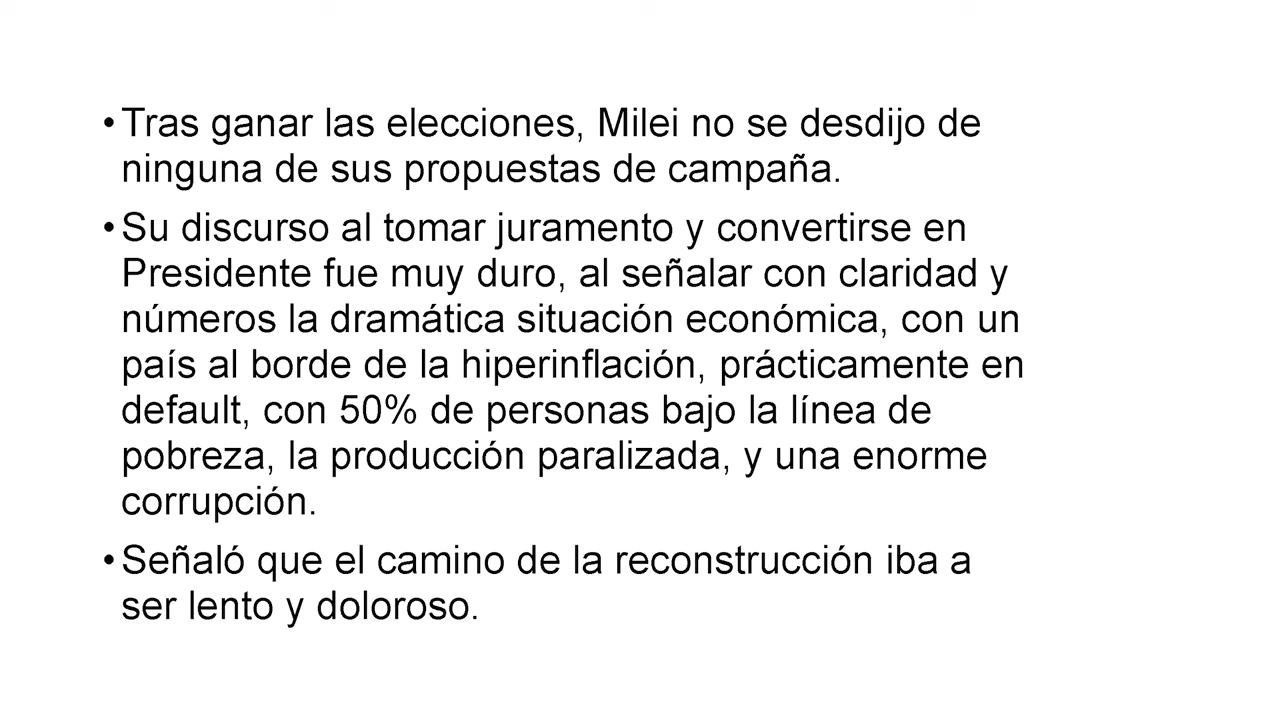 •Tras ganar las elecciones, Milei no se desdijo de
ninguna de sus propuestas de campaña.
•Su discurso al tomar juramento y convertirse en
Presidente fue muy duro, al señalar con claridad y
números la dramática situación económica, con un
país al borde de la hiperinflación, prácticamente en
default, con 50% de personas bajo la línea de
pobreza, la producción paralizada, y una enorme
corrupción.
•Señaló que el camino de la reconstrucción iba a
ser lento y doloroso.